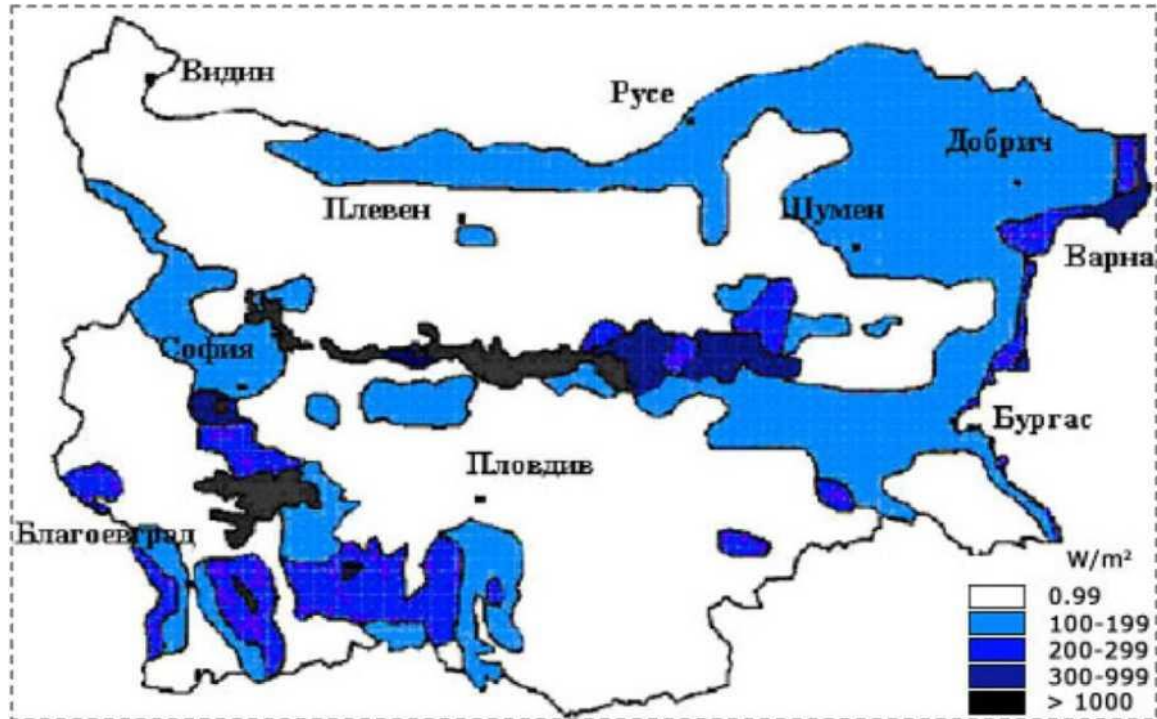 Видин
Русе
Добрич
Плевен
Шумен
Варна
София
Бургас
Пловдив
Благоевград
W/m²
0.99
100-199
200-299
300-999
> 1000